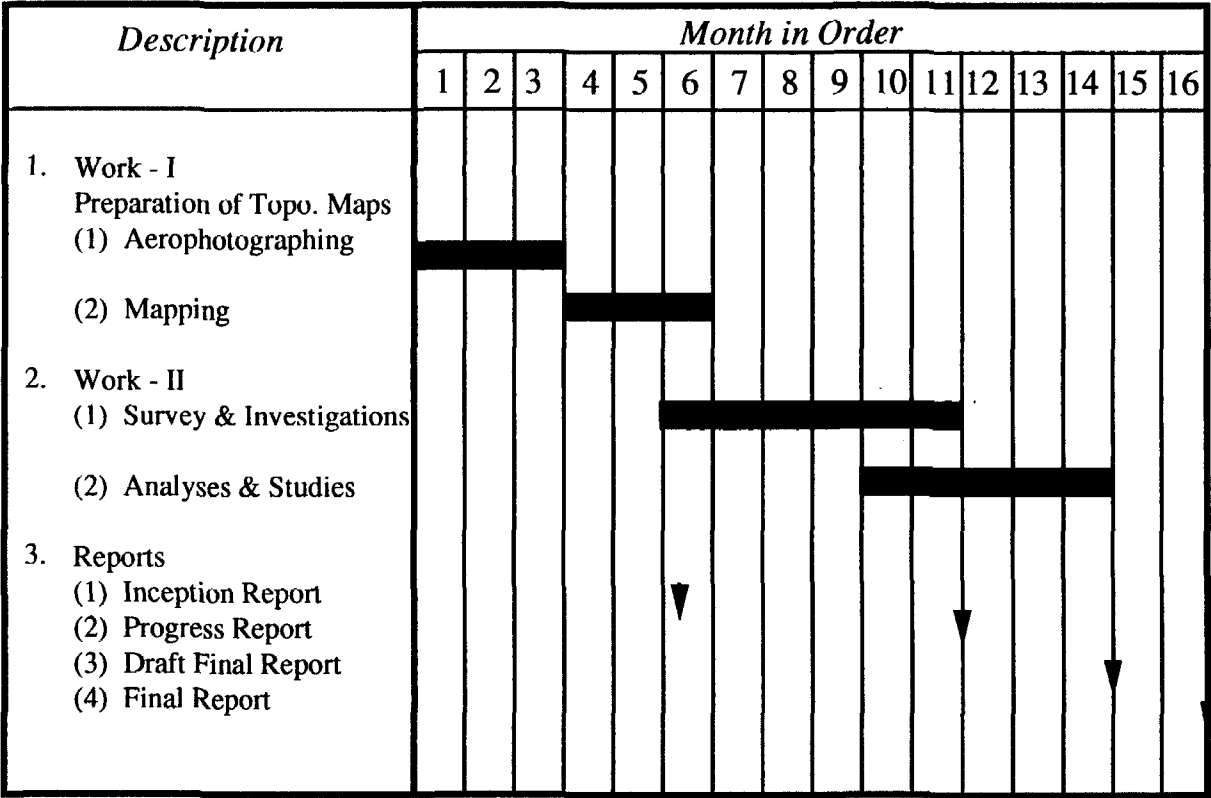 Description
Month in Order
1 2 3 4 5 6 7 8 9 10 11 12 13 14 15 16
1. Work - I
Preparation of Topo. Maps
(1) Aerophotographing
(2) Mapping
2. Work - II
(1) Survey & Investigations
(2) Analyses & Studies
3. Reports
(1) Inception Report
(2) Progress Report
(3) Draft Final Report
(4) Final Report